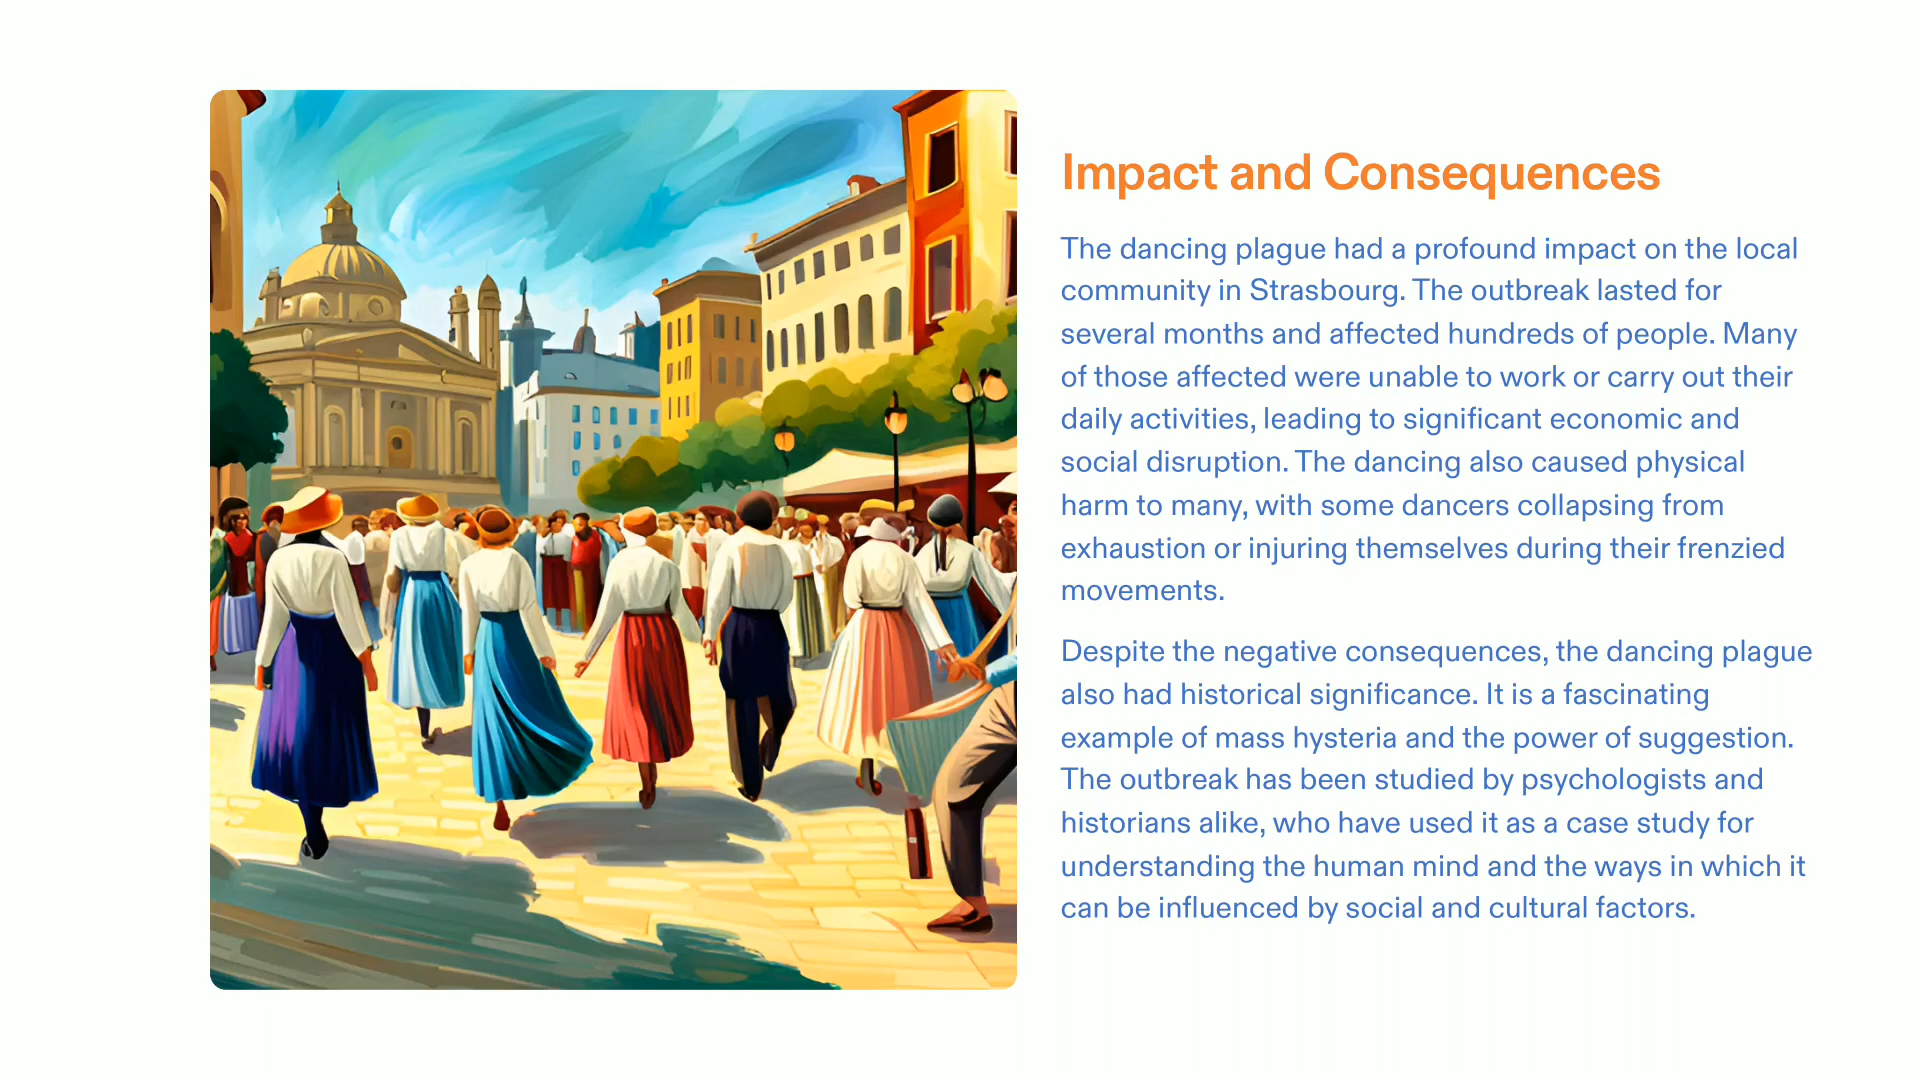 Impact and Consequences
The dancing plague had a profound impact on the local
community in Strasbourg. The outbreak lasted for
several months and affected hundreds of people. Many
of those affected were unable to work or carry out their
daily activities, leading to significant economic and
social disruption. The dancing also caused physical
harm to many, with some dancers collapsing from
exhaustion or injuring themselves during their frenzied
movements.
Despite the negative consequences, the dancing plague
also had historical significance. It is a fascinating
example of mass hysteria and the power of suggestion.
The outbreak has been studied by psychologists and
historians alike, who have used it as a case study for
understanding the human mind and the ways in which it
can be influenced by social and cultural factors.